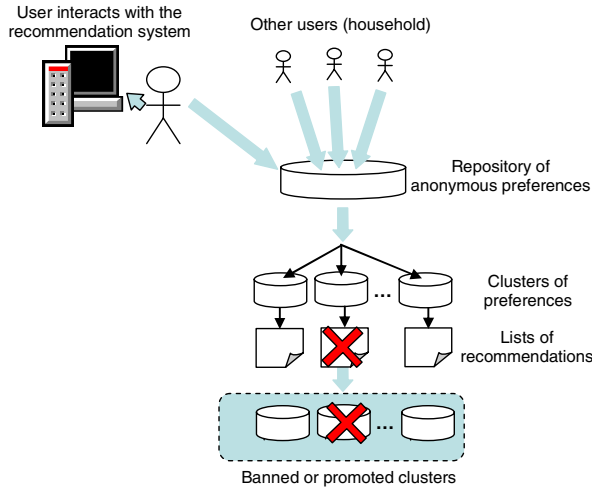 User interacts with the
recommendation system
Other users (household)
Repository of
anonymous preferences
Clusters of
preferences
...
Lists of
recommendations
...
Banned or promoted clusters